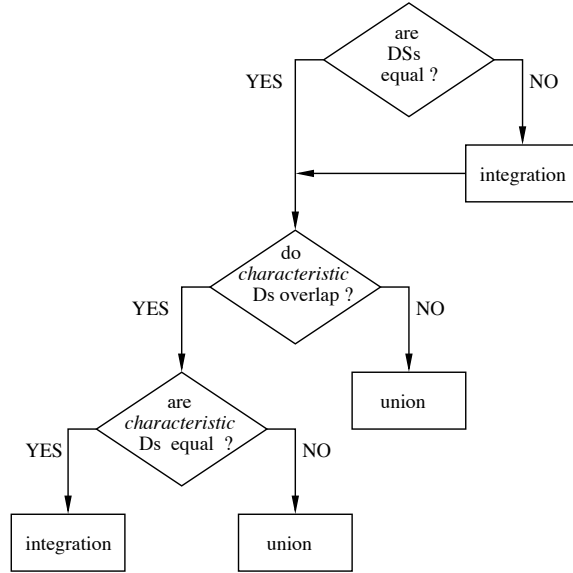 are
DSs
equal ?
YES
NO
integration
do
characteristic
Ds overlap ?
YES
NO
union
are
characteristic
Ds equal ?
YES
NO
integration
union